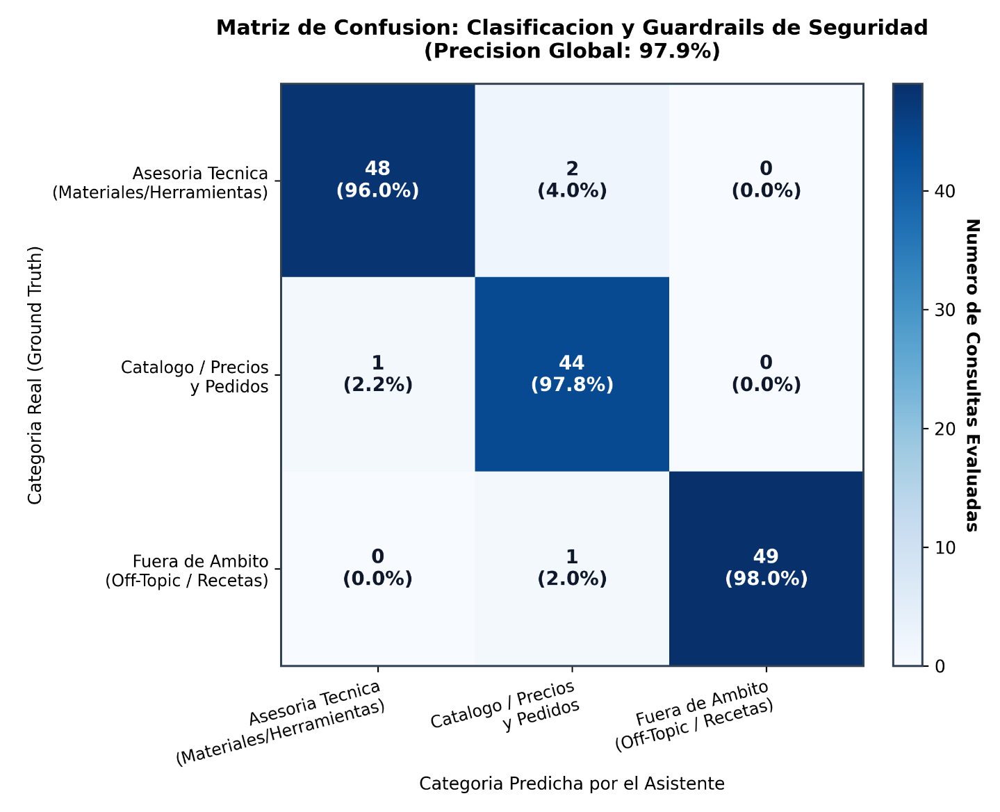 Matriz de Confusion: Clasificacion y Guardrails de Seguridad
(Precision Global: 97.9%)
Categoria Real (Ground Truth)
Asesoria Tecnica
(Materiales/Herramientas)
48
(96.0%)
2
(4.0%)
0
(0.0%)
Catalogo / Precios
y Pedidos
1
(2.2%)
44
(97.8%)
0
(0.0%)
Fuera de Ambito
(Off-Topic / Recetas)
0
(0.0%)
1
(2.0%)
49
(98.0%)
Asesoria Tecnica
(Materiales/Herramientas)
Catalogo / Precios
y Pedidos
Fuera de Ambito
(Off-Topic / Recetas)
Categoria Predicha por el Asistente
40
30
20
10
0
Numero de Consultas Evaluadas